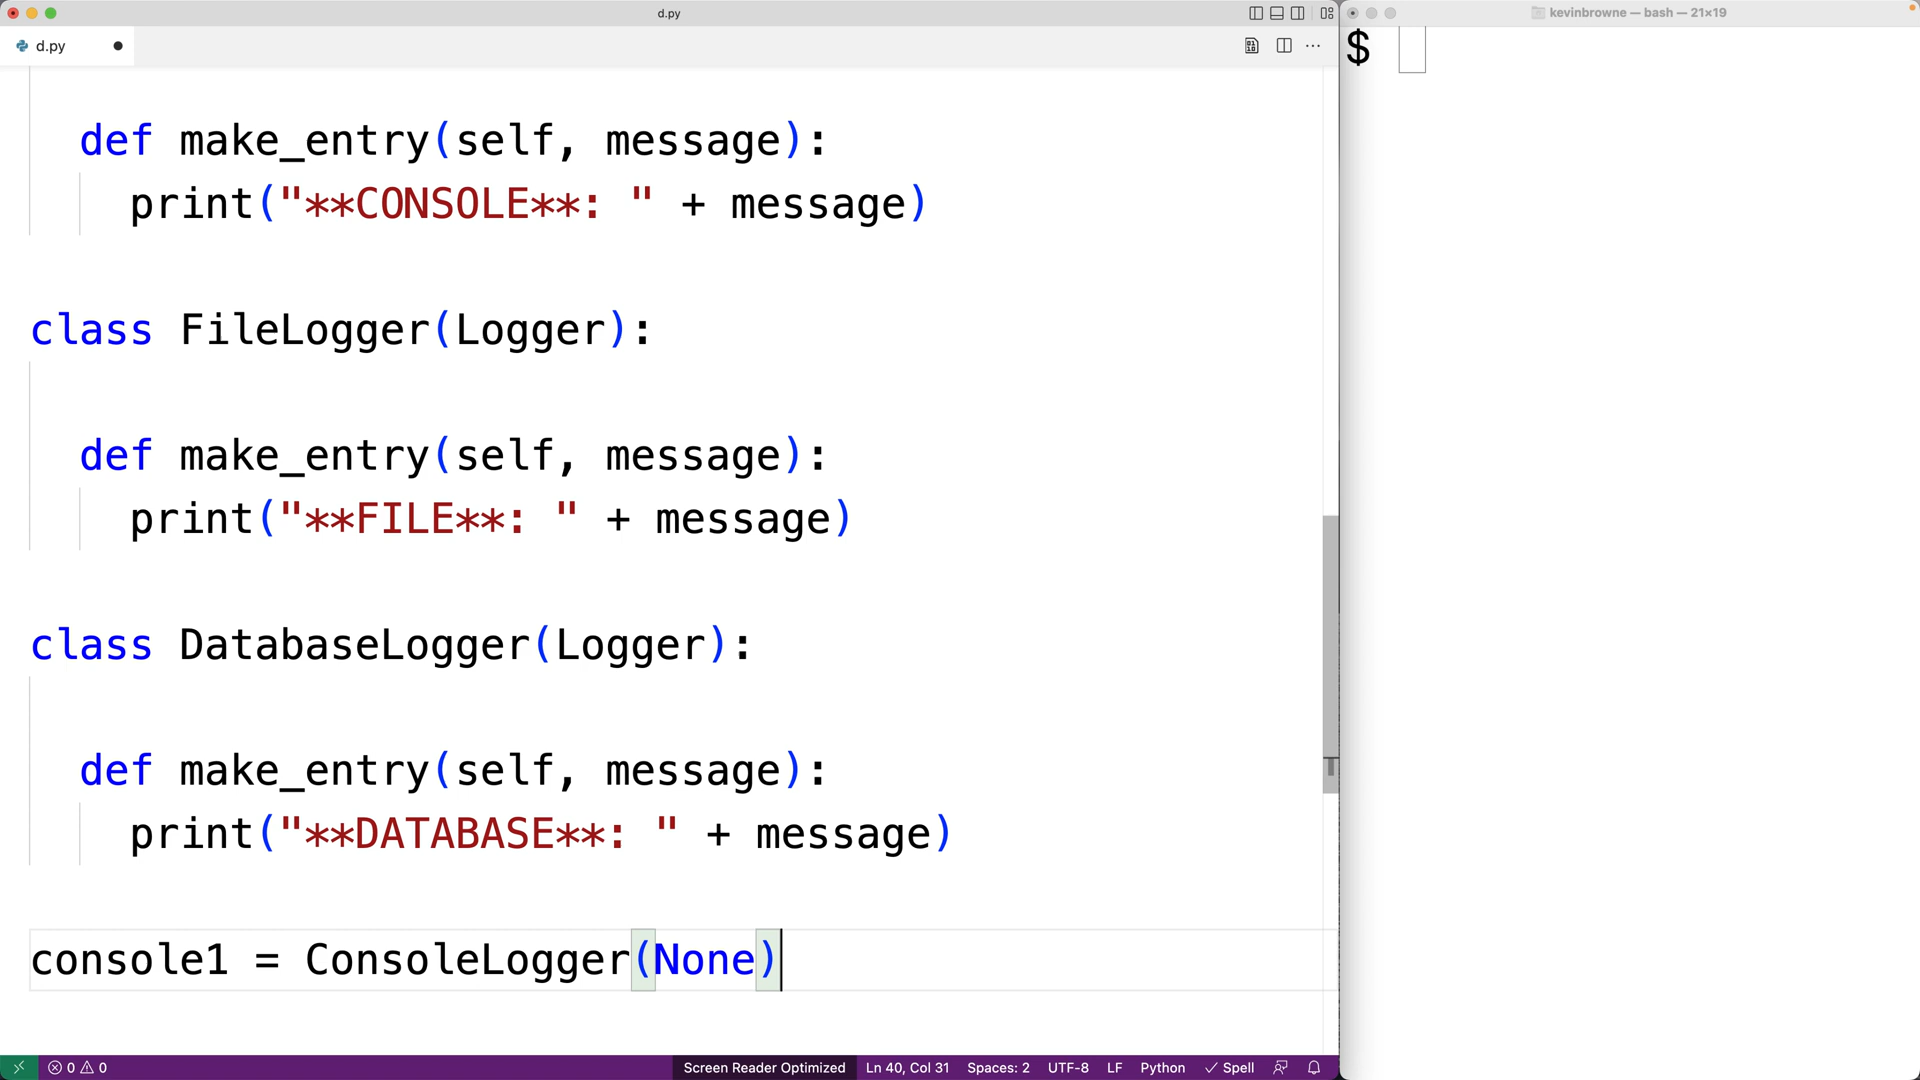 d.py
kevinbrowne — bash — 21×19
d.py
$
def make_entry(self, message):
print("**CONSOLE**: " + message)
class FileLogger(Logger):
def make_entry(self, message):
print("**FILE**: " + message)
class DatabaseLogger(Logger):
def make_entry(self, message):
print("**DATABASE**: " + message)
console1 = ConsoleLogger(None)
0 0 Screen Reader Optimized Ln 40, Col 31 Spaces: 2 UTF-8 LF Python Spell